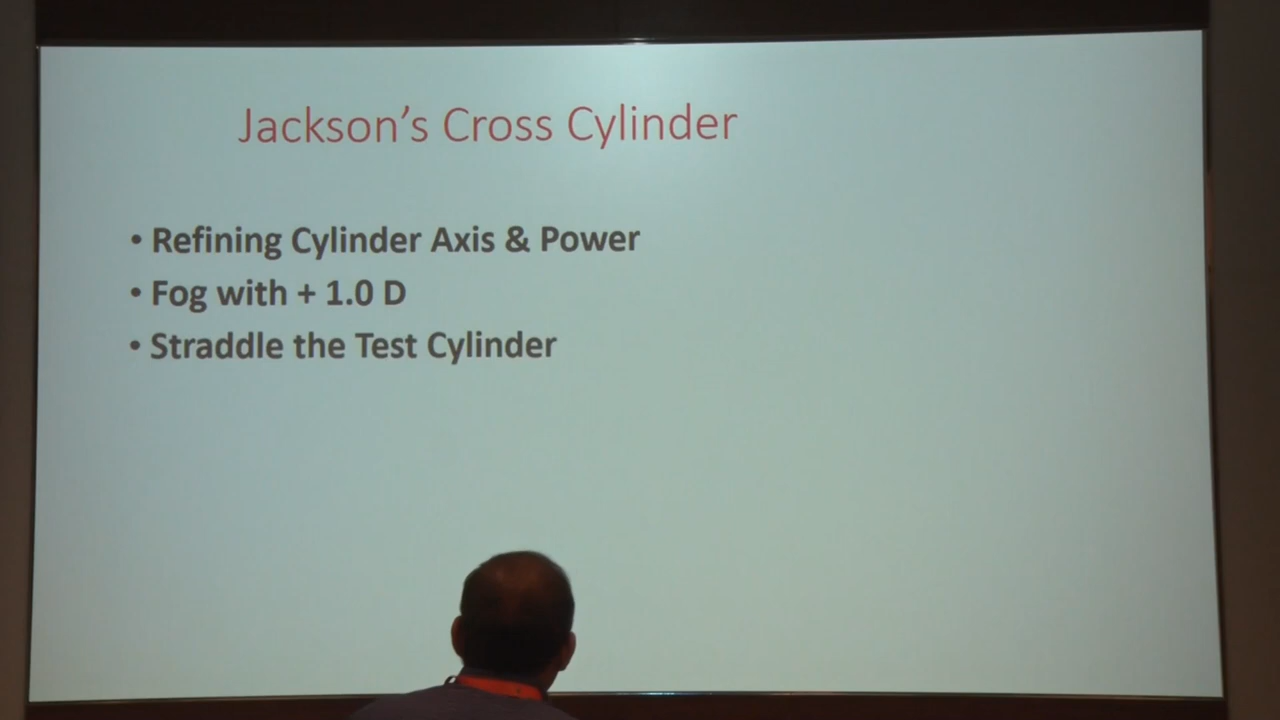 Jackson's Cross Cylinder
• Refining Cylinder Axis & Power
• Fog with + 1.0 D
• Straddle the Test Cylinder